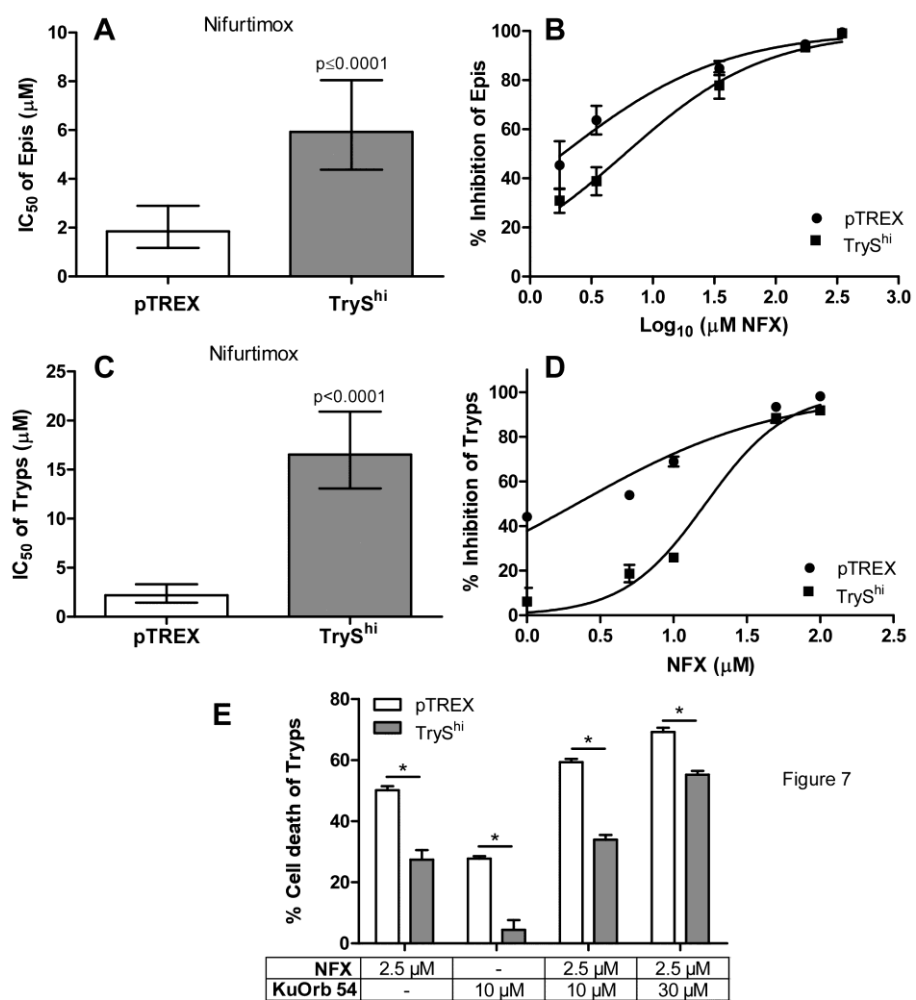 A
Nifurtimox
p≤0.0001
IC50 of Epis (µM)
8
6
4
2
0
pTREX
TryShi
B
% Inhibition of Epis
100
80
60
40
20
0
pTREX
TryShi
0.0 0.5 1.0 1.5 2.0 2.5 3.0
Log10 (µM NFX)
C
Nifurtimox
p<0.0001
IC50 of Tryps (µM)
25
20
15
10
5
0
pTREX
TryShi
D
% Inhibition of Tryps
100
80
60
40
20
0
pTREX
TryShi
0.0 0.5 1.0 1.5 2.0 2.5
NFX (µM)
E
% Cell death of Tryps
80
60
40
20
0
pTREX
TryShi
* * * *
Figure 7
NFX 2.5 µM - 2.5 µM 2.5 µM
KuOrb 54 - 10 µM 10 µM 30 µM